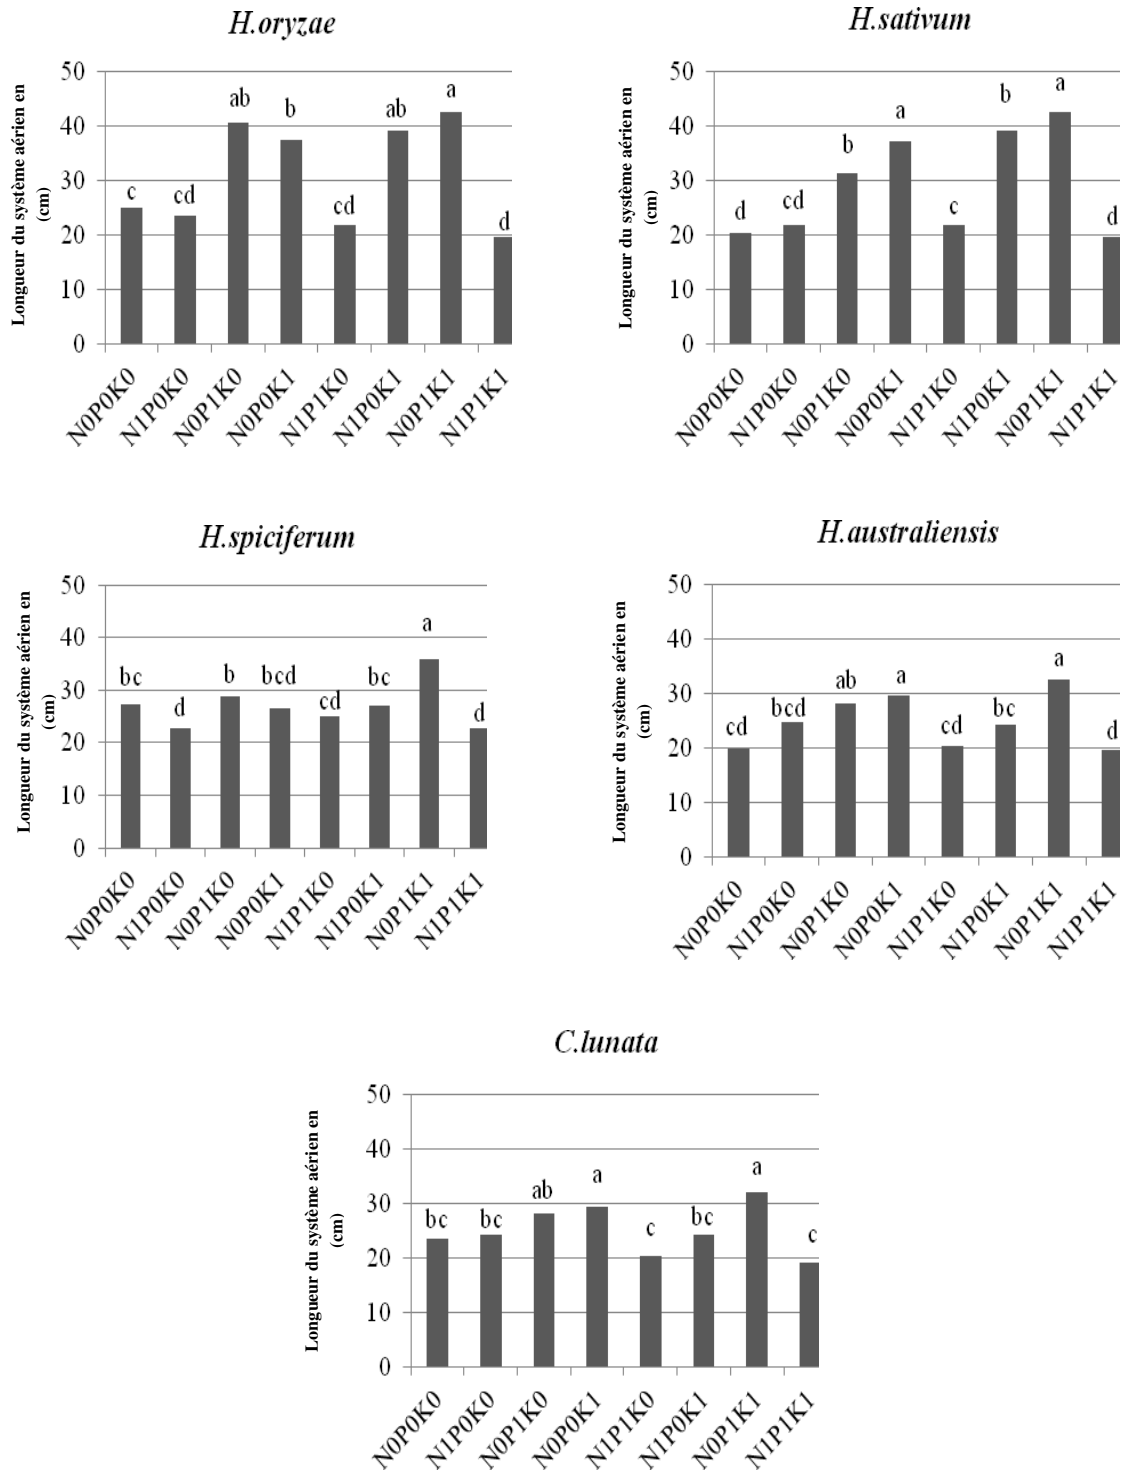 H.oryzae
Longueur du système aérien en
(cm)
50
40
30
20
10
0
c
cd
ab
b
cd
ab
a
d
N0P0K0
N1P0K0
N0P1K0
N0P0K1
N1P1K0
N1P0K1
N0P1K1
N1P1K1
H.sativum
Longueur du système aérien en
(cm)
50
40
30
20
10
0
d
cd
b
a
c
b
a
d
N0P0K0
N1P0K0
N0P1K0
N0P0K1
N1P1K0
N1P0K1
N0P1K1
N1P1K1
H.spiciferum
Longueur du système aérien en
(cm)
50
40
30
20
10
0
bc
d
b
bcd
cd
bc
a
d
N0P0K0
N1P0K0
N0P1K0
N0P0K1
N1P1K0
N1P0K1
N0P1K1
N1P1K1
H.australiensis
Longueur du système aérien en
(cm)
50
40
30
20
10
0
cd
bcd
ab
a
cd
bc
a
d
N0P0K0
N1P0K0
N0P1K0
N0P0K1
N1P1K0
N1P0K1
N0P1K1
N1P1K1
C.lunata
Longueur du système aérien en
(cm)
50
40
30
20
10
0
bc
bc
ab
a
c
bc
a
c
N0P0K0
N1P0K0
N0P1K0
N0P0K1
N1P1K0
N1P0K1
N0P1K1
N1P1K1